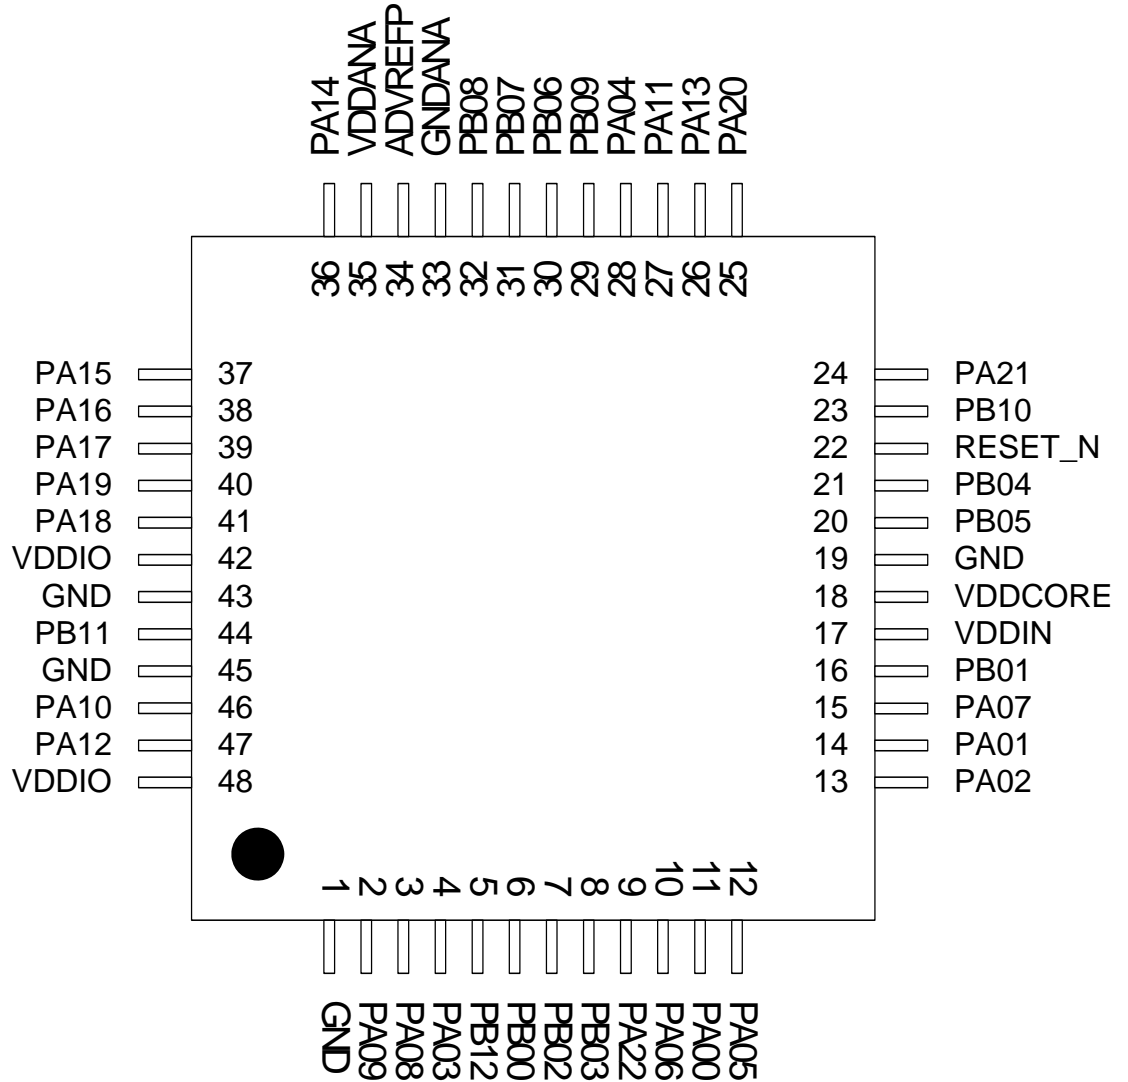 PA14 VDDANA ADVREFP GNDANA PB08 PB07 PB06 PB09 PA04 PA11 PA13 PA20
36 35 34 33 32 31 30 29 28 27 26 25
PA15 37 24 PA21
PA16 38 23 PB10
PA17 39 22 RESET_N
PA19 40 21 PB04
PA18 41 20 PB05
VDDIO 42 19 GND
GND 43 18 VDDCORE
PB11 44 17 VDDIN
GND 45 16 PB01
PA10 46 15 PA07
PA12 47 14 PA01
VDDIO 48 13 PA02
1 2 3 4 5 6 7 8 9 10 11 12
GND PA09 PA08 PA03 PB12 PB00 PB02 PB03 PA22 PA06 PA00 PA05